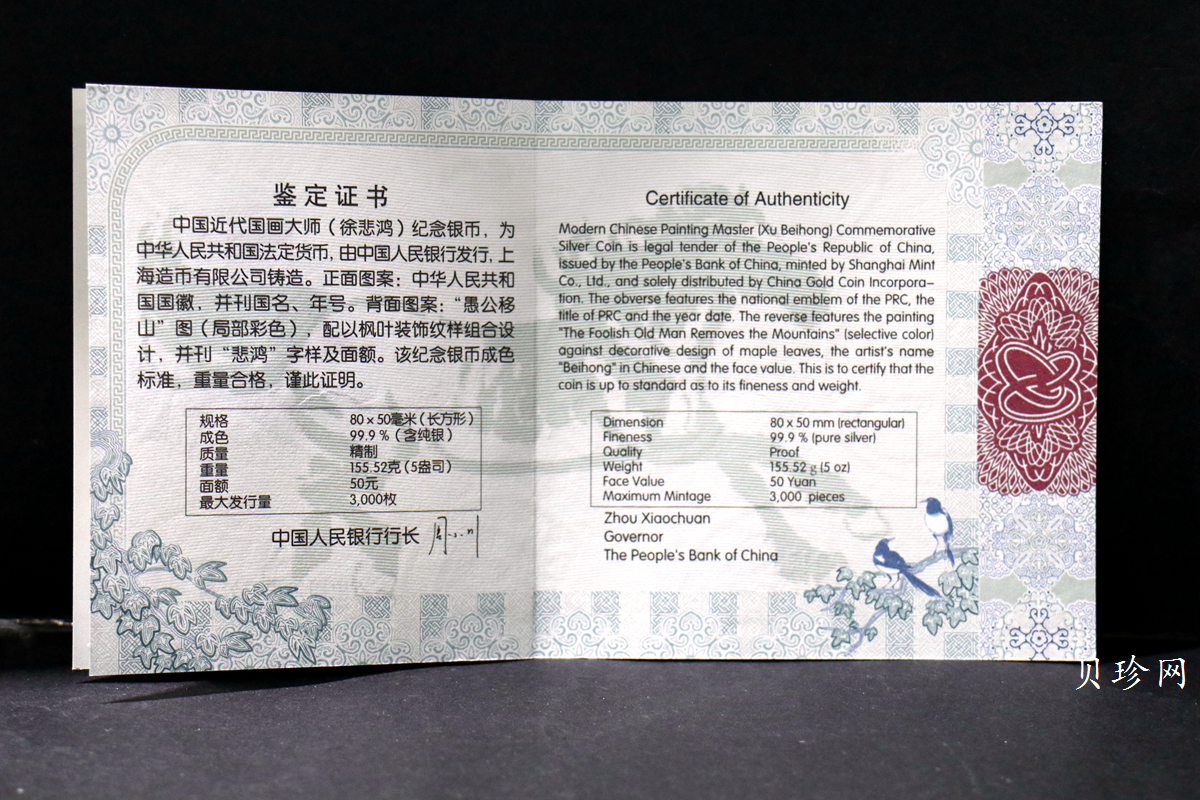 鉴定证书
中国近代国画大师（徐悲鸿）纪念银币，为
中华人民共和国法定货币，由中国人民银行发行，上
海造币有限公司铸造。正面图案：中华人民共和
国国徽，并刊国名、年号。背面图案：“愚公移
山”图（局部彩色），配以枫叶装饰纹样组合设
计，并刊“悲鸿”字样及面额。该纪念银币成色
标准，重量合格，谨此证明。
规格 80×50毫米（长方形）
成色 99.9％（含纯银）
质量 精制
重量 155.52克（5盎司）
面额 50元
最大发行量 3,000枚
中国人民银行行长
Certificate of Authenticity
Modern Chinese Painting Master (Xu Beihong) Commemorative
Silver Coin is legal tender of the People's Republic of China,
issued by the People's Bank of China, minted by Shanghai Mint
Co., Ltd., and solely distributed by China Gold Coin Incorpora-
tion. The obverse features the national emblem of the PRC, the
title of PRC and the year date. The reverse features the painting
"The Foolish Old Man Removes the Mountains" (selective color)
against decorative design of maple leaves, the artist's name
"Beihong" in Chinese and the face value. This is to certify that the
coin is up to standard as to its fineness and weight.
Dimension 80 x 50 mm (rectangular)
Fineness 99.9 % (pure silver)
Quality Proof
Weight 155.52 g (5 oz)
Face Value 50 Yuan
Maximum Mintage 3,000 pieces
Zhou Xiaochuan
Governor
The People's Bank of China
贝珍网